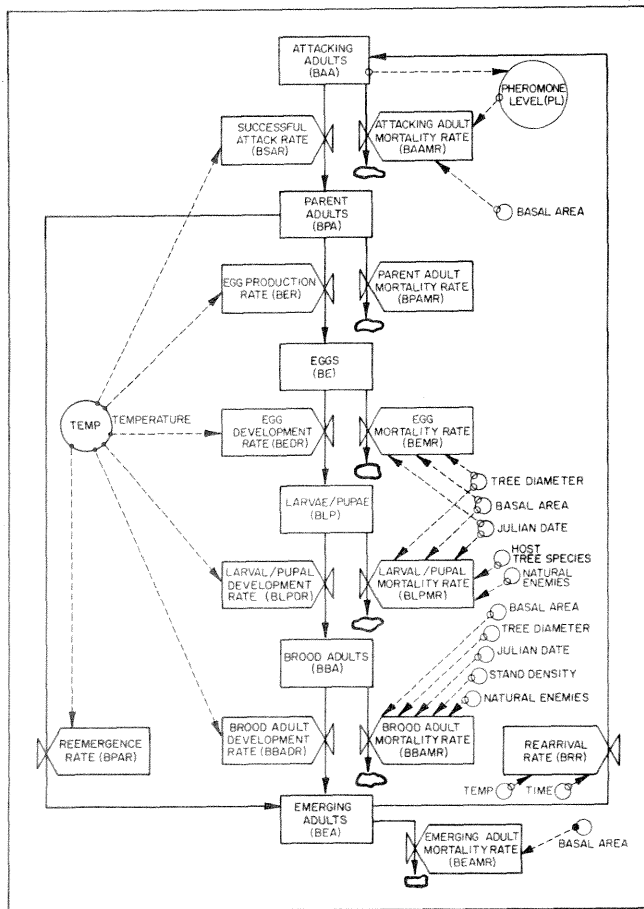 ATTACKING
ADULTS
(BAA)
PHEROMONE
LEVEL(PL)
SUCCESSFUL
ATTACK RATE
(BSAR)
ATTACKING ADULT
MORTALITY RATE
(BAAMR)
BASAL AREA
PARENT
ADULTS
(BPA)
EGG PRODUCTION
RATE (BER)
PARENT ADULT
MORTALITY RATE
(BPAMR)
EGGS
(BE)
TEMP
TEMPERATURE
EGG
DEVELOPMENT
RATE (BEDR)
EGG
MORTALITY RATE
(BEMR)
TREE DIAMETER
BASAL AREA
JULIAN DATE
LARVAE/PUPAE
(BLP)
HOST
TREE SPECIES
NATURAL
ENEMIES
LARVAL/PUPAL
DEVELOPMENT
RATE (BLPDR)
LARVAL/PUPAL
MORTALITY RATE
(BLPMR)
BASAL AREA
TREE DIAMETER
JULIAN DATE
STAND DENSITY
NATURAL ENEMIES
BROOD ADULTS
(BBA)
BROOD ADULT
DEVELOPMENT
RATE (BBADR)
BROOD ADULT
MORTALITY RATE
(BBAMR)
REEMERGENCE
RATE (BPAR)
REARRIVAL
RATE (BRR)
TEMP
TIME
EMERGING
ADULTS
(BEA)
EMERGING ADULT
MORTALITY RATE
(BEAMR)
BASAL AREA